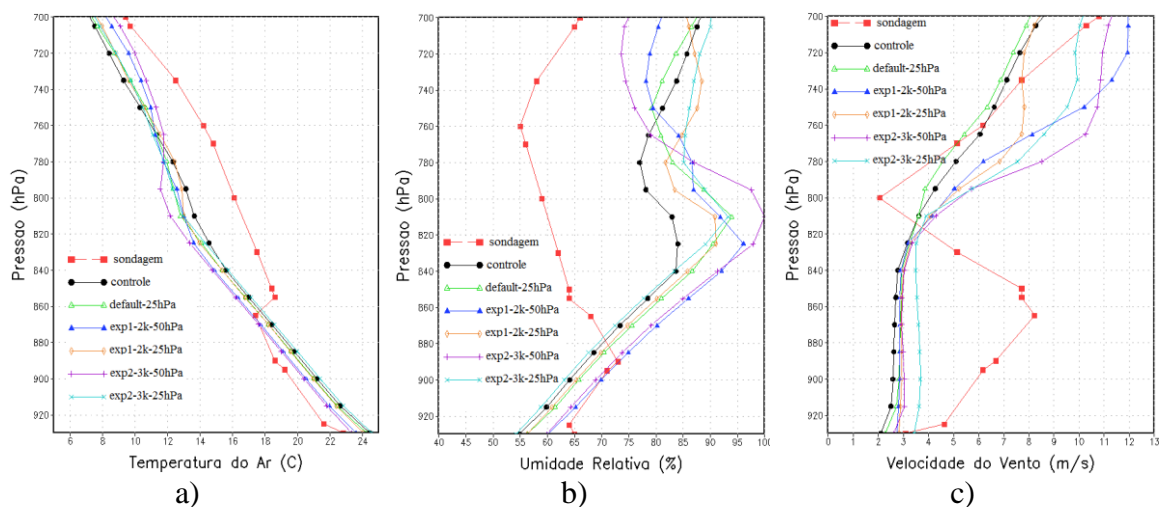 700
720
740
760
780
800
820
840
860
880
900
920
Pressao (hPa)
sondagem
controle
default-25hPa
exp1-2k-50hPa
exp1-2k-25hPa
exp2-3k-50hPa
exp2-3k-25hPa
6 8 10 12 14 16 18 20 22 24
Temperatura do Ar (C)
a)
700
720
740
760
780
800
820
840
860
880
900
920
Pressao (hPa)
sondagem
controle
default-25hPa
exp1-2k-50hPa
exp1-2k-25hPa
exp2-3k-50hPa
exp2-3k-25hPa
40 45 50 55 60 65 70 75 80 85 90 95 100
Umidade Relativa (%)
b)
700
720
740
760
780
800
820
840
860
880
900
920
Pressao (hPa)
sondagem
controle
default-25hPa
exp1-2k-50hPa
exp1-2k-25hPa
exp2-3k-50hPa
exp2-3k-25hPa
0 1 2 3 4 5 6 7 8 9 10 11 12 13
Velocidade do Vento (m/s)
c)